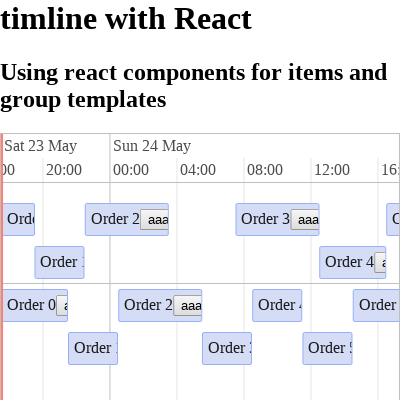 timline with React
Using react components for items and
group templates
Sat 23 May Sun 24 May
00 20:00 00:00 04:00 08:00 12:00 16:
Orde Order 2 aaa Order 3 aaa
Order Order 4 a
Order 0 a Order 2 aaa Order 4 Order
Order Order Order 5